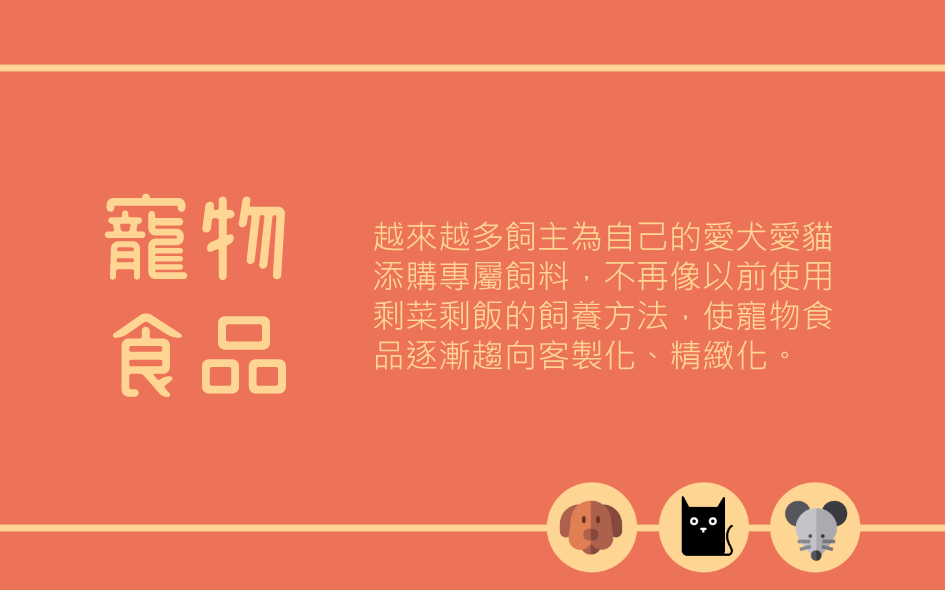 寵物
食品
越來越多飼主為自己的愛犬愛貓
添購專屬飼料，不再像以前使用
剩菜剩飯的飼養方法，使寵物食
品逐漸趨向客製化、精緻化。